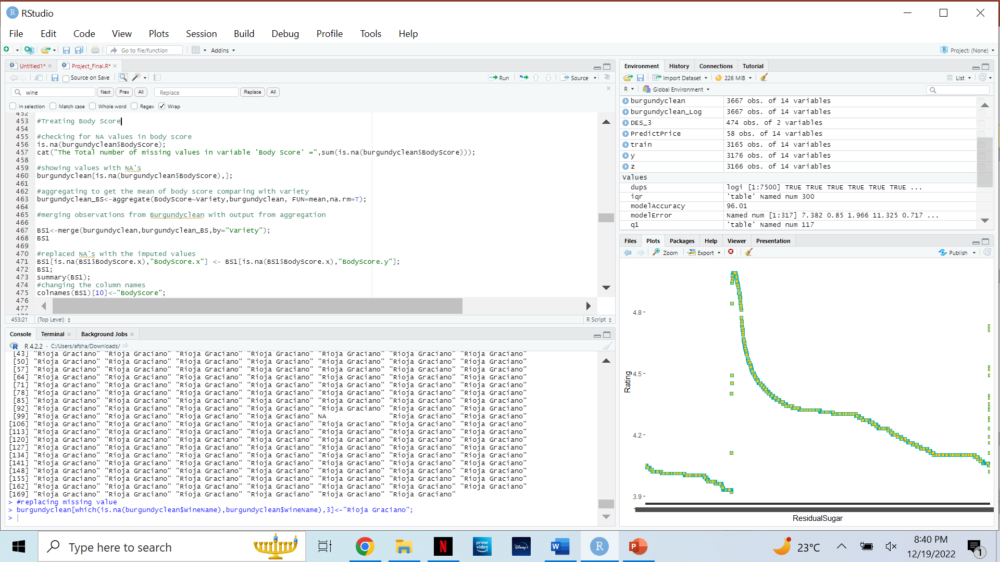 RStudio
File Edit Code View Plots Session Build Debug Profile Tools Help
Go to file/function Addins Project: (None)
Untitled1* Project_Final.R*
Source on Save Run Source
wine Next Prev All Replace Replace All
In selection Match case Whole word Regex Wrap
452
453 #Treating Body Score
454
455 #checking for NA values in body score
456 is.na(burgundyclean$BodyScore);
457 cat("The Total number of missing values in variable 'Body Score' =",sum(is.na(burgundyclean$BodyScore)));
458
459 #showing values with NA's
460 burgundyclean[is.na(burgundyclean$BodyScore),];
461
462 #aggregating to get the mean of body score comparing with variety
463 burgundyclean_BS<-aggregate(BodyScore~Variety,burgundyclean, FUN=mean,na.rm=T);
464
465 #merging observations from Burgundyclean with output from aggregation
466
467 BS1<-merge(burgundyclean,burgundyclean_BS,by="Variety");
468 BS1
469
470 #replaced NA's with the imputed values
471 BS1[is.na(BS1$BodyScore.x),"BodyScore.x"] <- BS1[is.na(BS1$BodyScore.x),"BodyScore.y"];
472 BS1;
473 summary(BS1);
474 #changing the column names
475 colnames(BS1)[10]<-"BodyScore";
476
477
453:21 (Top Level) R Script
Console Terminal Background Jobs
R 4.2.2 · C:/Users/afsha/Downloads/
[43] "Rioja Graciano" "Rioja Graciano" "Rioja Graciano" "Rioja Graciano" "Rioja Graciano" "Rioja Graciano" "Rioja Graciano"
[50] "Rioja Graciano" "Rioja Graciano" "Rioja Graciano" "Rioja Graciano" "Rioja Graciano" "Rioja Graciano" "Rioja Graciano"
[57] "Rioja Graciano" "Rioja Graciano" "Rioja Graciano" "Rioja Graciano" "Rioja Graciano" "Rioja Graciano" "Rioja Graciano"
[64] "Rioja Graciano" "Rioja Graciano" "Rioja Graciano" "Rioja Graciano" "Rioja Graciano" "Rioja Graciano" "Rioja Graciano"
[71] "Rioja Graciano" "Rioja Graciano" "Rioja Graciano" "Rioja Graciano" "Rioja Graciano" "Rioja Graciano" "Rioja Graciano"
[78] "Rioja Graciano" "Rioja Graciano" "Rioja Graciano" "Rioja Graciano" "Rioja Graciano" "Rioja Graciano" "Rioja Graciano"
[85] "Rioja Graciano" "Rioja Graciano" "Rioja Graciano" "Rioja Graciano" "Rioja Graciano" "Rioja Graciano" "Rioja Graciano"
[92] "Rioja Graciano" "Rioja Graciano" "Rioja Graciano" "Rioja Graciano" "Rioja Graciano" "Rioja Graciano" "Rioja Graciano"
[99] "Rioja Graciano" "Rioja Graciano" "Rioja Graciano" "Rioja Graciano" NA "Rioja Graciano" "Rioja Graciano"
[106] "Rioja Graciano" "Rioja Graciano" "Rioja Graciano" "Rioja Graciano" "Rioja Graciano" "Rioja Graciano" "Rioja Graciano"
[113] "Rioja Graciano" "Rioja Graciano" "Rioja Graciano" "Rioja Graciano" "Rioja Graciano" "Rioja Graciano" "Rioja Graciano"
[120] "Rioja Graciano" "Rioja Graciano" "Rioja Graciano" "Rioja Graciano" "Rioja Graciano" "Rioja Graciano" "Rioja Graciano"
[127] "Rioja Graciano" "Rioja Graciano" "Rioja Graciano" "Rioja Graciano" "Rioja Graciano" "Rioja Graciano" "Rioja Graciano"
[134] "Rioja Graciano" "Rioja Graciano" "Rioja Graciano" "Rioja Graciano" "Rioja Graciano" "Rioja Graciano" "Rioja Graciano"
[141] "Rioja Graciano" "Rioja Graciano" "Rioja Graciano" "Rioja Graciano" "Rioja Graciano" "Rioja Graciano" "Rioja Graciano"
[148] "Rioja Graciano" "Rioja Graciano" "Rioja Graciano" "Rioja Graciano" "Rioja Graciano" "Rioja Graciano" "Rioja Graciano"
[155] "Rioja Graciano" "Rioja Graciano" "Rioja Graciano" "Rioja Graciano" "Rioja Graciano" "Rioja Graciano" "Rioja Graciano"
[162] "Rioja Graciano" "Rioja Graciano" "Rioja Graciano" "Rioja Graciano" "Rioja Graciano" "Rioja Graciano" "Rioja Graciano"
[169] "Rioja Graciano" "Rioja Graciano" "Rioja Graciano" "Rioja Graciano" "Rioja Graciano" "Rioja Graciano"
> #replacing missing value
> burgundyclean[which(is.na(burgundyclean$WineName),burgundyclean$WineName),3]<-"Rioja Graciano";
>
Environment History Connections Tutorial
Import Dataset 226 MiB List
R Global Environment
burgundyclean 3667 obs. of 14 variables
burgundyclean_Log 3667 obs. of 14 variables
DES_3 474 obs. of 2 variables
PredictPrice 58 obs. of 14 variables
train 3165 obs. of 14 variables
y 3176 obs. of 14 variables
z 3166 obs. of 14 variables
Values
dups logi [1:7500] TRUE TRUE TRUE TRUE TRUE TRUE ...
iqr 'table' Named num 300
modelAccuracy 96.01
modelError Named num [1:317] 7.382 0.85 1.966 11.325 0.717 ...
q1 'table' Named num 117
Files Plots Packages Help Viewer Presentation
Zoom Export Publish
4.8
4.5
4.2
3.9
Rating
ResidualSugar
Type here to search
N
prime video
Disney+
W
R
P
23°C
8:40 PM
12/19/2022
1